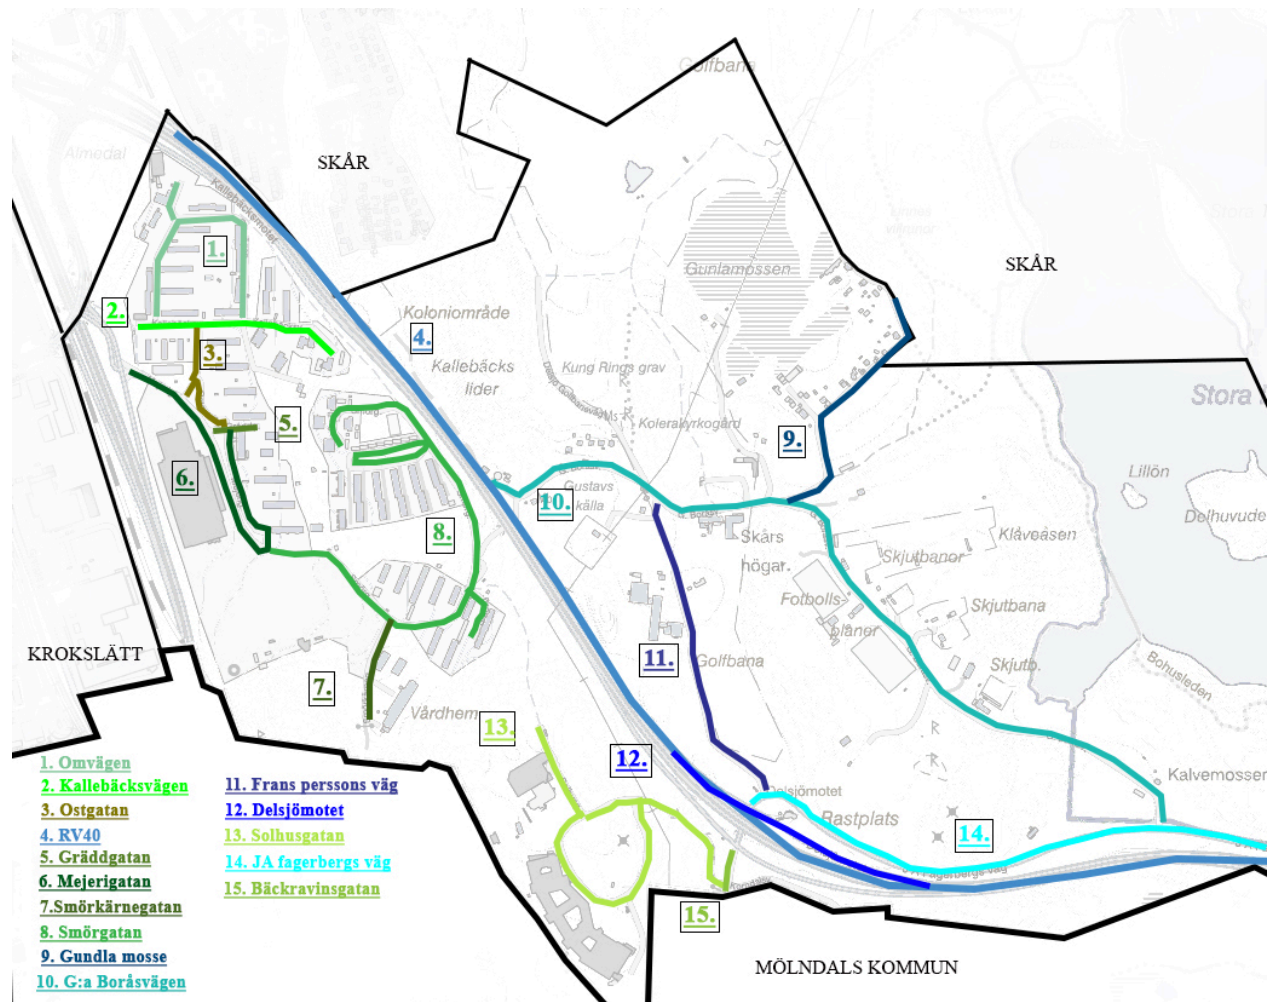 Golfbana
Almedal
SKÅR
Kallebäcksmotet
Stora
1.
Gunlamossen
SKÅR
2.
Koloniområde
4.
3.
Kallebäcks
lider
Kung Rings grav
Stora
Kolerakyrkogård
5.
9.
6.
Lillön
10.
Gustavs
källa
Delhuvude
8.
Skårs
högar.
Skjutbanor
Klåveåsen
Fotbolls-
planer
Skjutbana
KROKSLÄTT
11.
Golfbana
Skjutb.
Bohusleden
7.
Vårdhem
13.
12.
Delsjömotet
Kalvemossen
Rastplats
14.
J A Fagerbergs väg
15.
MÖLNDALS KOMMUN
1. Omvägen
2. Kallebäcksvägen
3. Ostgatan
4. RV40
5. Gräddgatan
6. Mejerigatan
7.Smörkärnegatan
8. Smörgatan
9. Gundla mosse
10. G:a Boråsvägen
11. Frans perssons väg
12. Delsjömotet
13. Solhusgatan
14. JA fagerbergs väg
15. Bäckravinsgatan